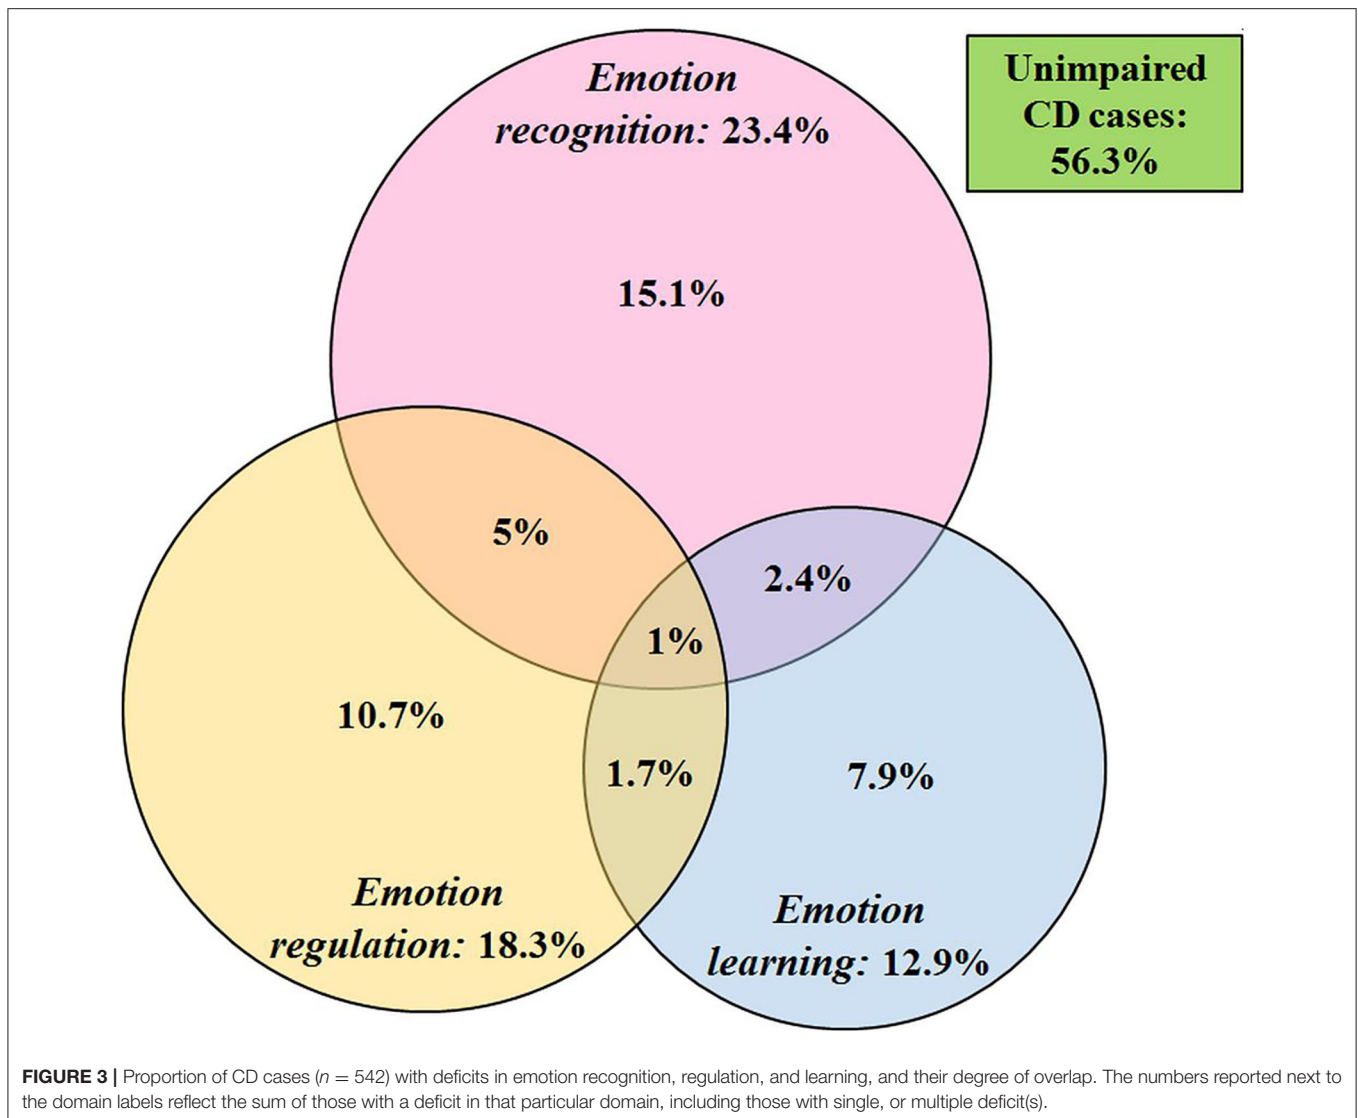 Emotion
recognition: 23.4%
Unimpaired
CD cases:
56.3%
15.1%
5%
2.4%
1%
10.7%
1.7%
7.9%
Emotion
regulation: 18.3%
Emotion
learning: 12.9%
FIGURE 3 | Proportion of CD cases (n = 542) with deficits in emotion recognition, regulation, and learning, and their degree of overlap. The numbers reported next to
the domain labels reflect the sum of those with a deficit in that particular domain, including those with single, or multiple deficit(s).